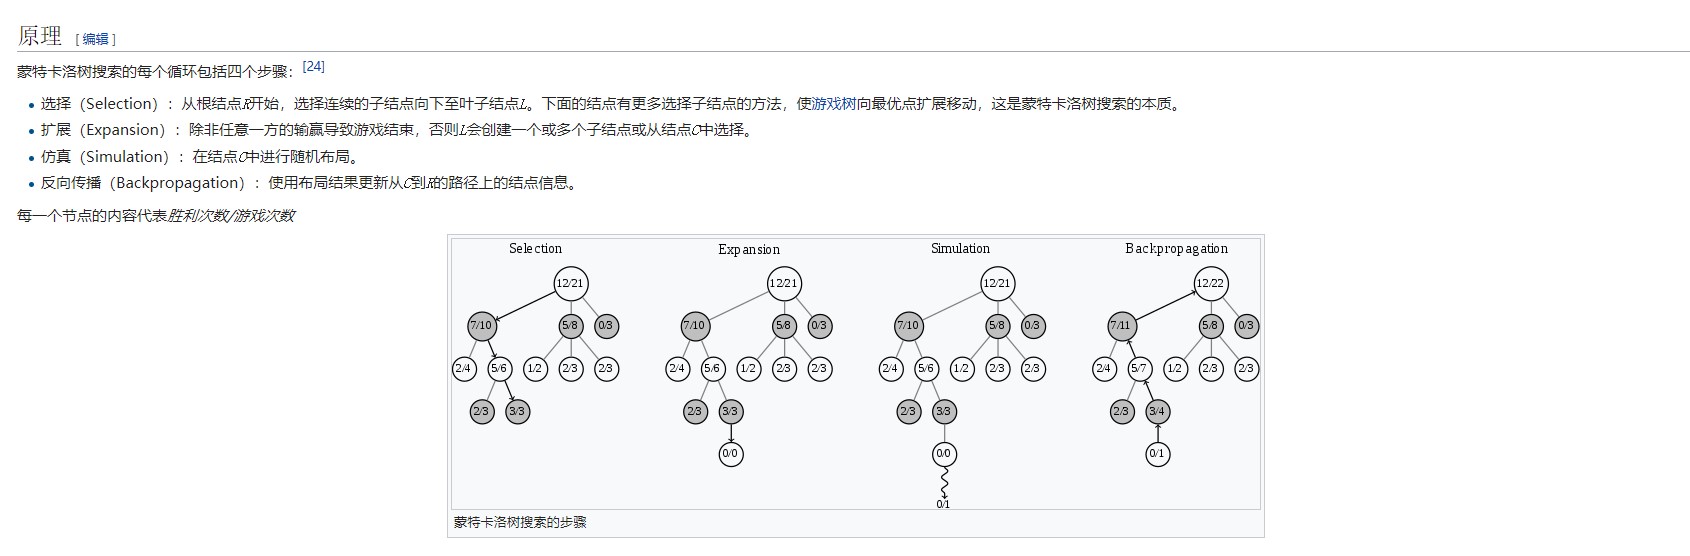 原理 [编辑]
蒙特卡洛树搜索的每个循环包括四个步骤：[24]
• 选择（Selection）：从根结点R开始，选择连续的子结点向下至叶子结点L。下面的结点有更多选择子结点的方法，使游戏树向最优点扩展移动，这是蒙特卡洛树搜索的本质。
• 扩展（Expansion）：除非任意一方的输赢导致游戏结束，否则L会创建一个或多个子结点或从结点C中选择。
• 仿真（Simulation）：在结点C中进行随机布局。
• 反向传播（Backpropagation）：使用布局结果更新从C到R的路径上的结点信息。
每一个节点的内容代表胜利次数/游戏次数
Selection Expansion Simulation Backpropagation
12/21 12/21 12/21 12/22
7/10 5/8 0/3 7/10 5/8 0/3 7/10 5/8 0/3 7/11 5/8 0/3
2/4 5/6 1/2 2/3 2/3 2/4 5/6 1/2 2/3 2/3 2/4 5/6 1/2 2/3 2/3 2/4 5/7 1/2 2/3 2/3
2/3 3/3 2/3 3/3 2/3 3/3 2/3 3/4
0/0 0/0 0/1
0/1
蒙特卡洛树搜索的步骤